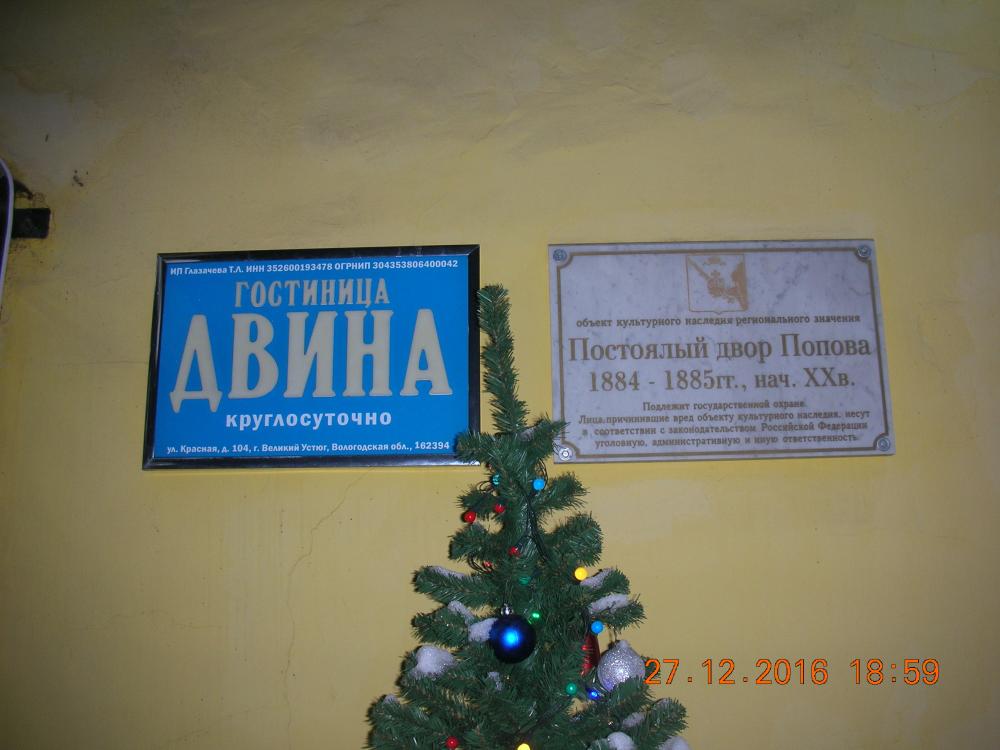 ИП Глазачева Т.Л. ИНН 352600193478 ОГРНИП 304353806400042
ГОСТИНИЦА
ДВИНА
круглосуточно
ул. Красная, д. 104, г. Великий Устюг, Вологодская обл., 162394
объект культурного наследия регионального значения
Постоялый двор Попова
1884 - 1885гг., нач. XXв.
Подлежит государственной охране.
Лица, причинившие вред объекту культурного наследия, несут
в соответствии с законодательством Российской Федерации
уголовную, административную и иную ответственность
27.12.2016 18:59